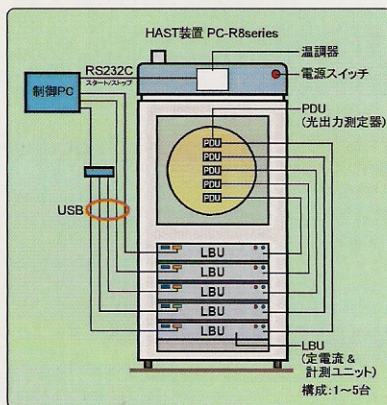 HAST装置 PC-R8series
温調器
電源スイッチ
RS232C
スタート/ストップ
制御PC
PDU
(光出力測定器)
PDU
PDU
PDU
PDU
PDU
USB
LBU
LBU
LBU
LBU
LBU
LBU
(定電流&
計測ユニット)
構成:1〜5台